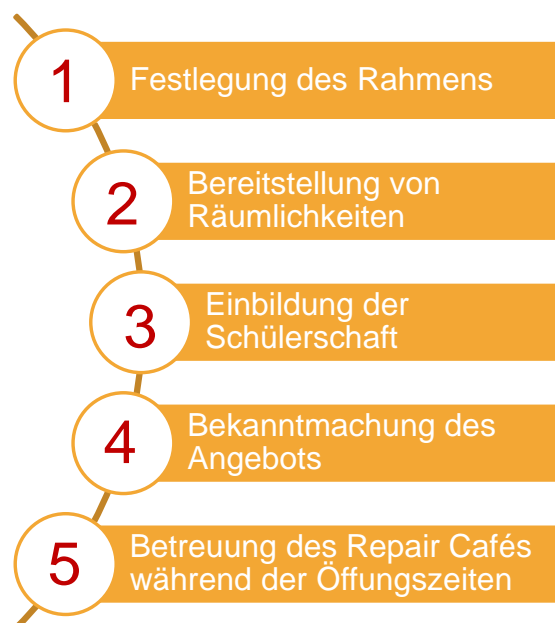 1 Festlegung des Rahmens
2 Bereitstellung von
Räumlichkeiten
3 Einbildung der
Schülerschaft
4 Bekanntmachung des
Angebots
5 Betreuung des Repair Cafés
während der Öffungszeiten